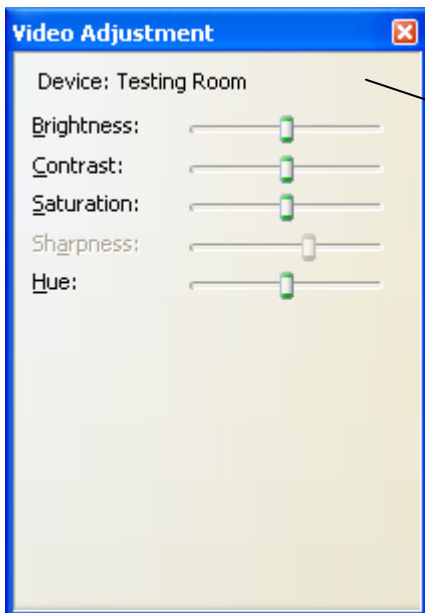 Video Adjustment
Device: Testing Room
Brightness:
Contrast:
Saturation:
Sharpness:
Hue: